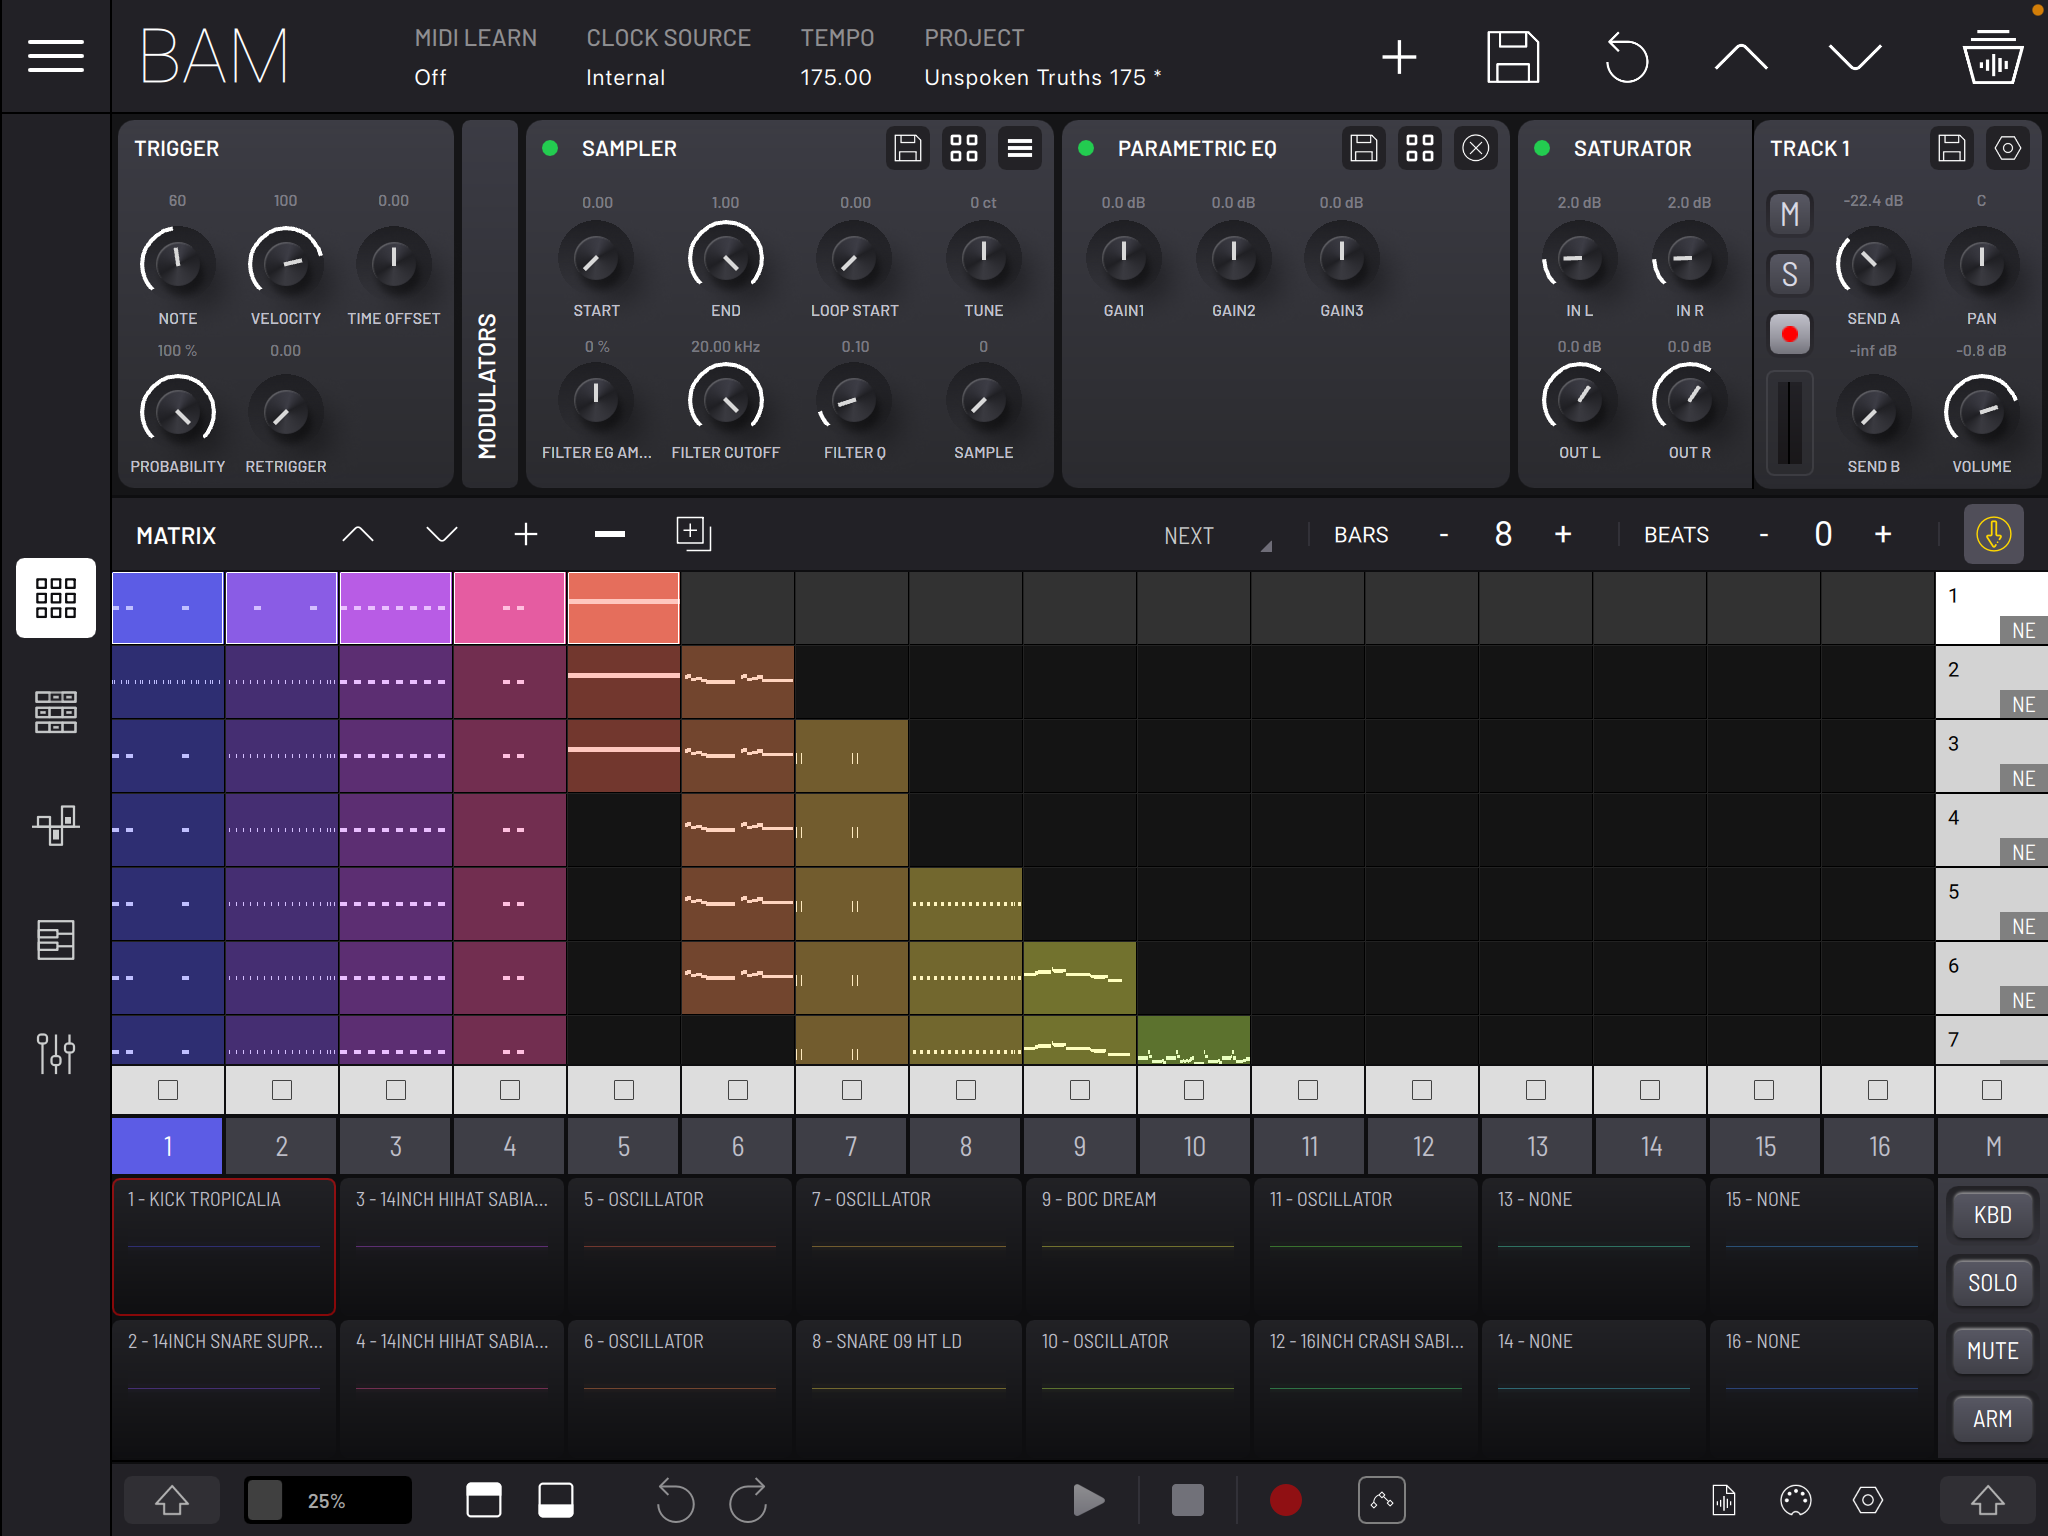 BAM
MIDI LEARN CLOCK SOURCE TEMPO PROJECT
Off Internal 175.00 Unspoken Truths 175 *
TRIGGER SAMPLER PARAMETRIC EQ SATURATOR TRACK 1
60 100 0.00 0.00 1.00 0.00 0 ct 0.0 dB 0.0 dB 0.0 dB 2.0 dB 2.0 dB M -22.4 dB C
S
NOTE VELOCITY TIME OFFSET START END LOOP START TUNE GAIN1 GAIN2 GAIN3 IN L IN R SEND A PAN
100 % 0.00 0 % 20.00 kHz 0.10 0 0.0 dB 0.0 dB -inf dB -0.8 dB
MODULATORS
PROBABILITY RETRIGGER FILTER EG AM... FILTER CUTOFF FILTER Q SAMPLE OUT L OUT R SEND B VOLUME
MATRIX NEXT BARS - 8 + BEATS - 0 +
1
NE
2
NE
3
NE
4
NE
5
NE
6
NE
7
1 2 3 4 5 6 7 8 9 10 11 12 13 14 15 16 M
1 - KICK TROPICALIA 3 - 14INCH HIHAT SABIA... 5 - OSCILLATOR 7 - OSCILLATOR 9 - BOC DREAM 11 - OSCILLATOR 13 - NONE 15 - NONE KBD
SOLO
2 - 14INCH SNARE SUPR... 4 - 14INCH HIHAT SABIA... 6 - OSCILLATOR 8 - SNARE 09 HT LD 10 - OSCILLATOR 12 - 16INCH CRASH SABI... 14 - NONE 16 - NONE MUTE
ARM
25%